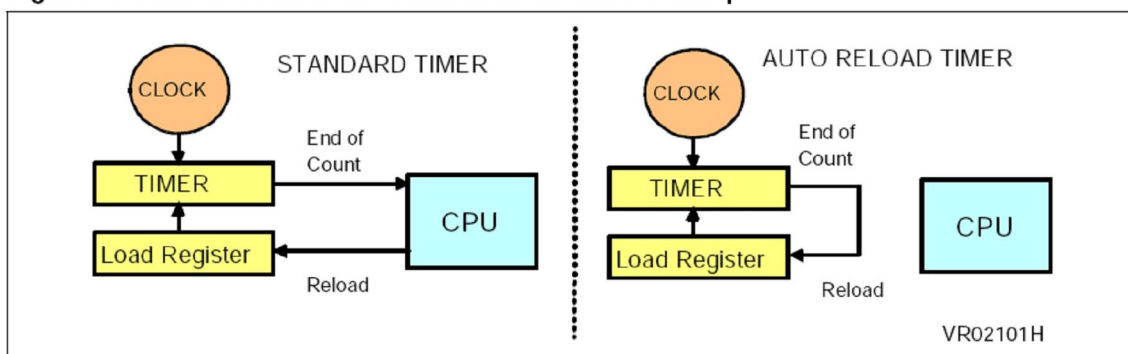 STANDARD TIMER
CLOCK
End of
Count
TIMER
CPU
Load Register
Reload
AUTO RELOAD TIMER
CLOCK
End of
Count
TIMER
CPU
Load Register
Reload
VR02101H